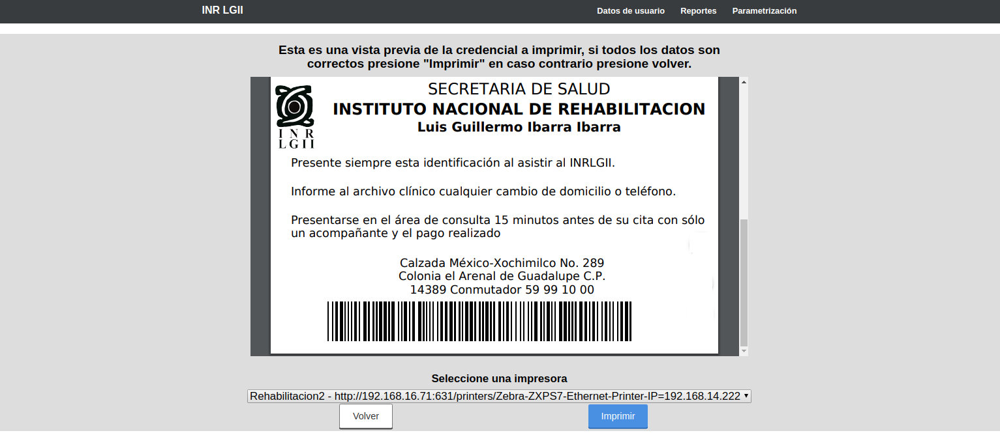 INR LGII
Datos de usuario Reportes Parametrización
Esta es una vista previa de la credencial a imprimir, si todos los datos son
correctos presione "Imprimir" en caso contrario presione volver.
SECRETARIA DE SALUD
INSTITUTO NACIONAL DE REHABILITACION
Luis Guillermo Ibarra Ibarra
I N R
LGII
Presente siempre esta identificación al asistir al INRLGII.
Informe al archivo clínico cualquier cambio de domicilio o teléfono.
Presentarse en el área de consulta 15 minutos antes de su cita con sólo
un acompañante y el pago realizado
Calzada México-Xochimilco No. 289
Colonia el Arenal de Guadalupe C.P.
14389 Conmutador 59 99 10 00
Seleccione una impresora
Rehabilitacion2 - http://192.168.16.71:631/printers/Zebra-ZXPS7-Ethernet-Printer-IP=192.168.14.222
Volver Imprimir